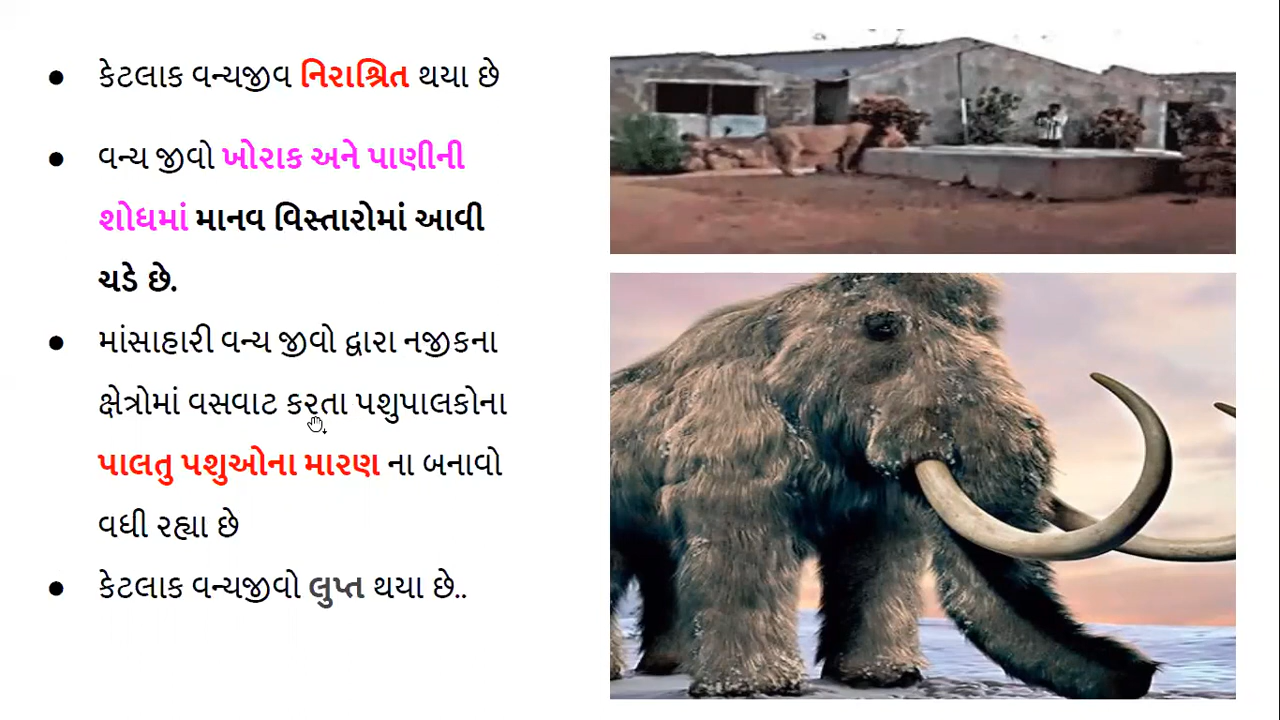 કેટલાક વન્યજીવ નિરાશ્રિત થયા છે
વન્ય જીવો ખોરાક અને પાણીની
શોધમાં માનવ વિસ્તારોમાં આવી
ચડે છે.
માંસાહારી વન્ય જીવો દ્વારા નજીકના
ક્ષેત્રોમાં વસવાટ કરતા પશુપાલકોના
પાલતુ પશુઓના મારણ ના બનાવો
વધી રહ્યા છે
કેટલાક વન્યજીવો લુપ્ત થયા છે..